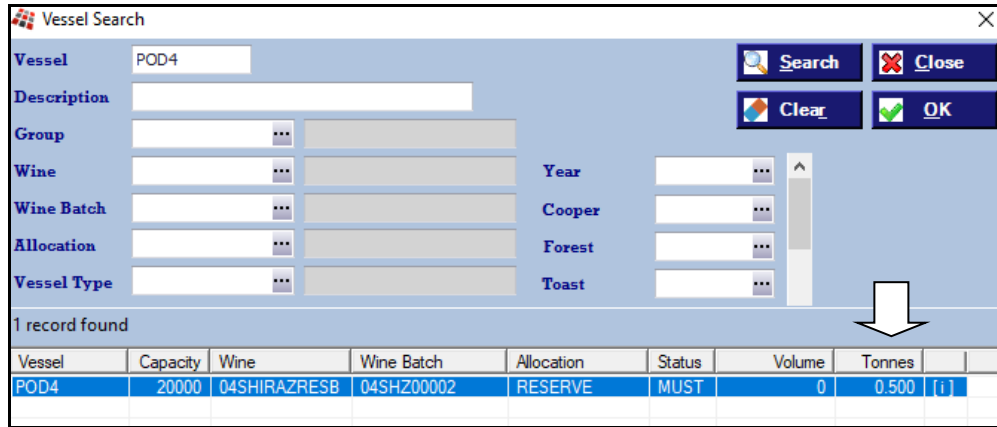 Vessel Search
Vessel POD4 Search Close
Description Clear OK
Group
Wine Year
Wine Batch Cooper
Allocation Forest
Vessel Type Toast
1 record found
Vessel Capacity Wine Wine Batch Allocation Status Volume Tonnes
POD4 20000 04SHIRAZRESB 04SHZ00002 RESERVE MUST 0 0.500 [i]